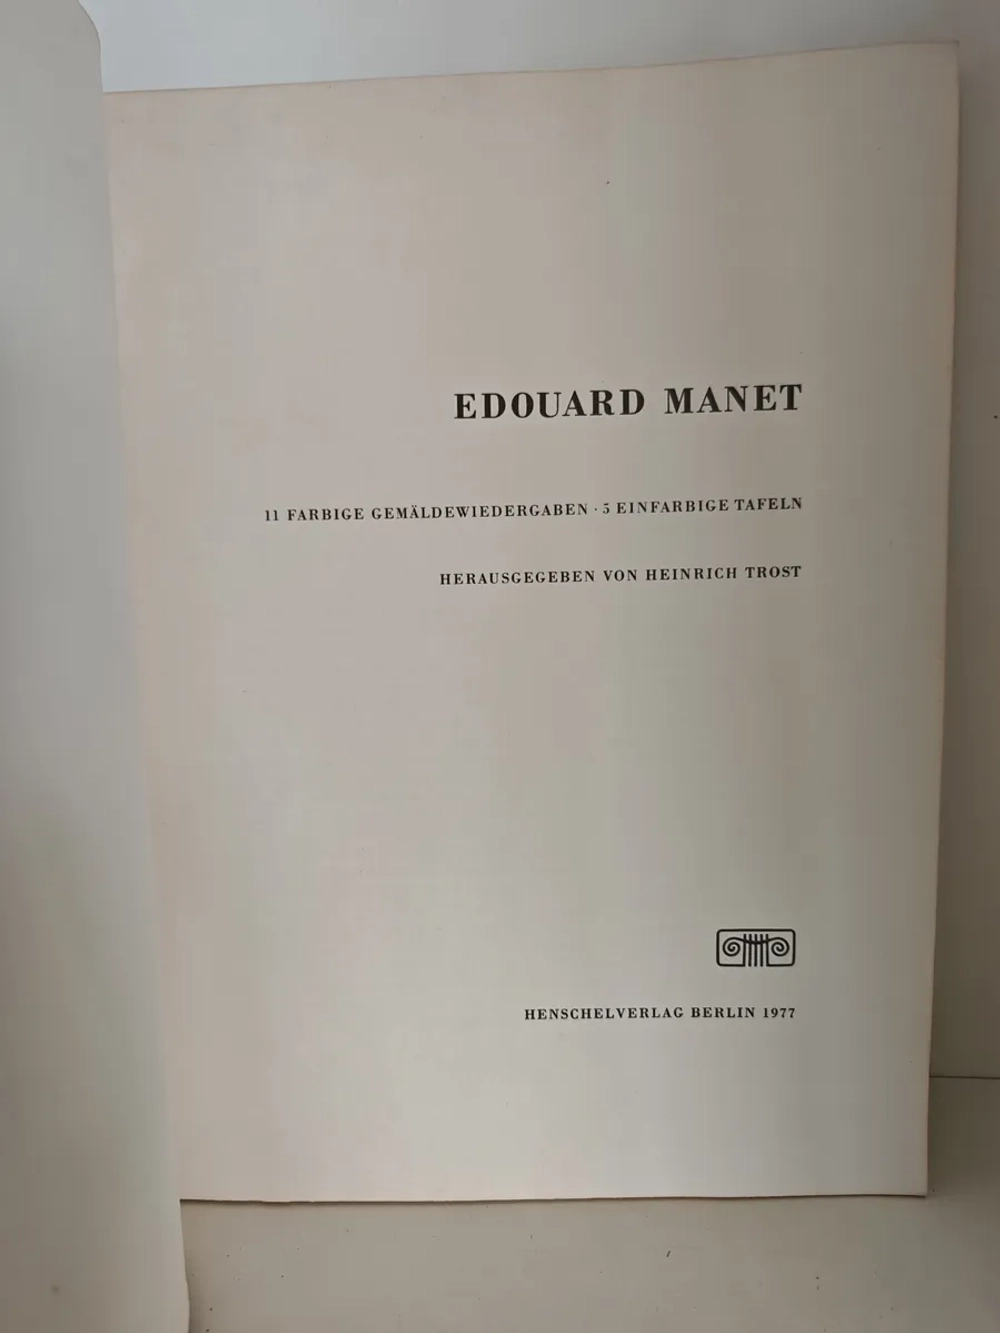 EDOUARD MANET
11 FARBIGE GEMÄLDEWIEDERGABEN · 5 EINFARBIGE TAFELN
HERAUSGEGEBEN VON HEINRICH TROST
HENSCHELVERLAG BERLIN 1977